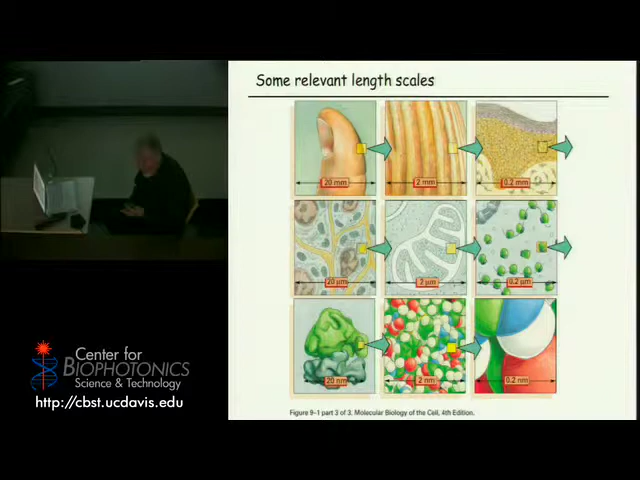 Some relevant length scales
20 mm
2 mm
0.2 mm
20 μm
2 μm
0.2 μm
20 nm
2 nm
0.2 nm
Figure 9–1 part 3 of 3. Molecular Biology of the Cell, 4th Edition.
Center for
BIOPHOTONICS
Science & Technology
http://cbst.ucdavis.edu